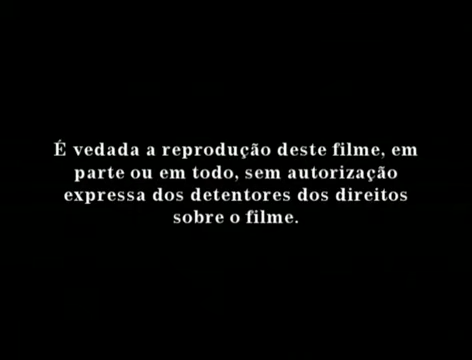 É vedada a reprodução deste filme, em
parte ou em todo, sem autorização
expressa dos detentores dos direitos
sobre o filme.